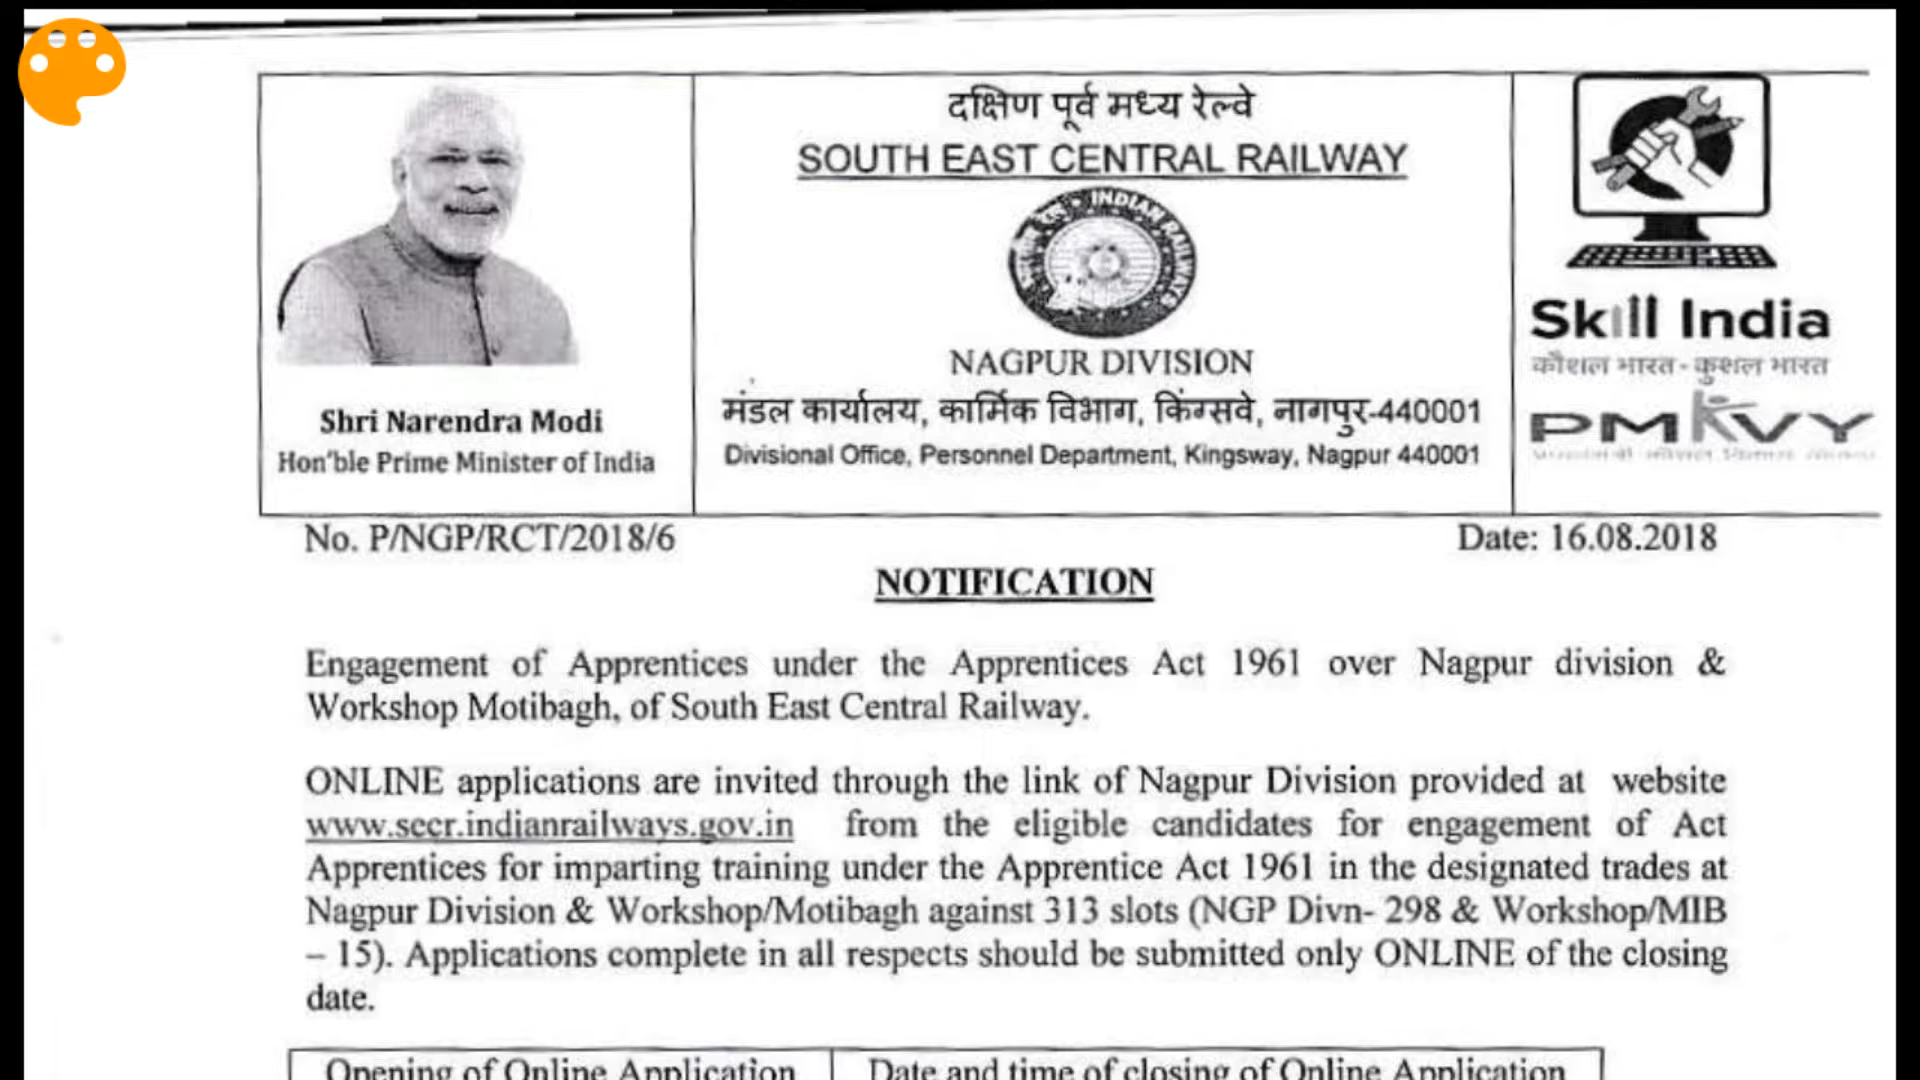 दक्षिण पूर्व मध्य रेल्वे
SOUTH EAST CENTRAL RAILWAY
INDIAN RAILWAYS
NAGPUR DIVISION
मंडल कार्यालय, कार्मिक विभाग, किंग्सवे, नागपुर-440001
Divisional Office, Personnel Department, Kingsway, Nagpur 440001
Shri Narendra Modi
Hon'ble Prime Minister of India
Skill India
कौशल भारत - कुशल भारत
PMKVY
No. P/NGP/RCT/2018/6
Date: 16.08.2018
NOTIFICATION
Engagement of Apprentices under the Apprentices Act 1961 over Nagpur division &
Workshop Motibagh, of South East Central Railway.
ONLINE applications are invited through the link of Nagpur Division provided at website
www.secr.indianrailways.gov.in from the eligible candidates for engagement of Act
Apprentices for imparting training under the Apprentice Act 1961 in the designated trades at
Nagpur Division & Workshop/Motibagh against 313 slots (NGP Divn- 298 & Workshop/MIB
– 15). Applications complete in all respects should be submitted only ONLINE of the closing
date.
Opening of Online Application
Date and time of closing of Online Application